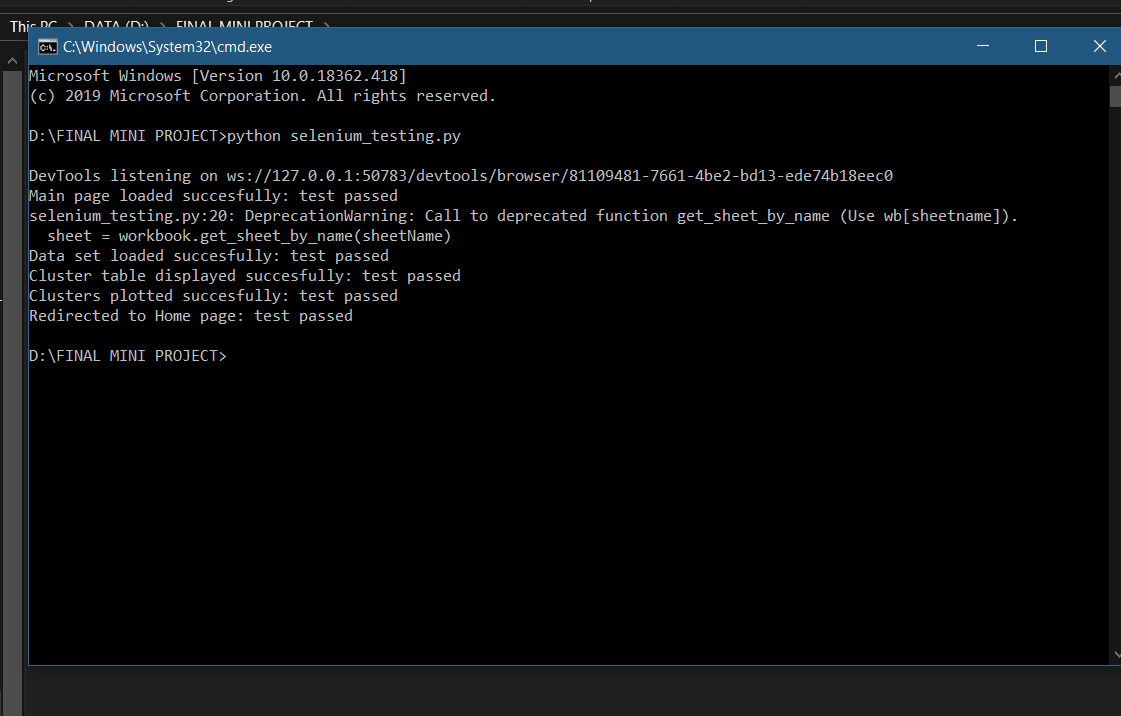 This PC > DATA (D:) > FINAL MINI PROJECT >
C:\Windows\System32\cmd.exe
Microsoft Windows [Version 10.0.18362.418]
(c) 2019 Microsoft Corporation. All rights reserved.
D:\FINAL MINI PROJECT>python selenium_testing.py
DevTools listening on ws://127.0.0.1:50783/devtools/browser/81109481-7661-4be2-bd13-ede74b18eec0
Main page loaded succesfully: test passed
selenium_testing.py:20: DeprecationWarning: Call to deprecated function get_sheet_by_name (Use wb[sheetname]).
  sheet = workbook.get_sheet_by_name(sheetName)
Data set loaded succesfully: test passed
Cluster table displayed succesfully: test passed
Clusters plotted succesfully: test passed
Redirected to Home page: test passed
D:\FINAL MINI PROJECT>